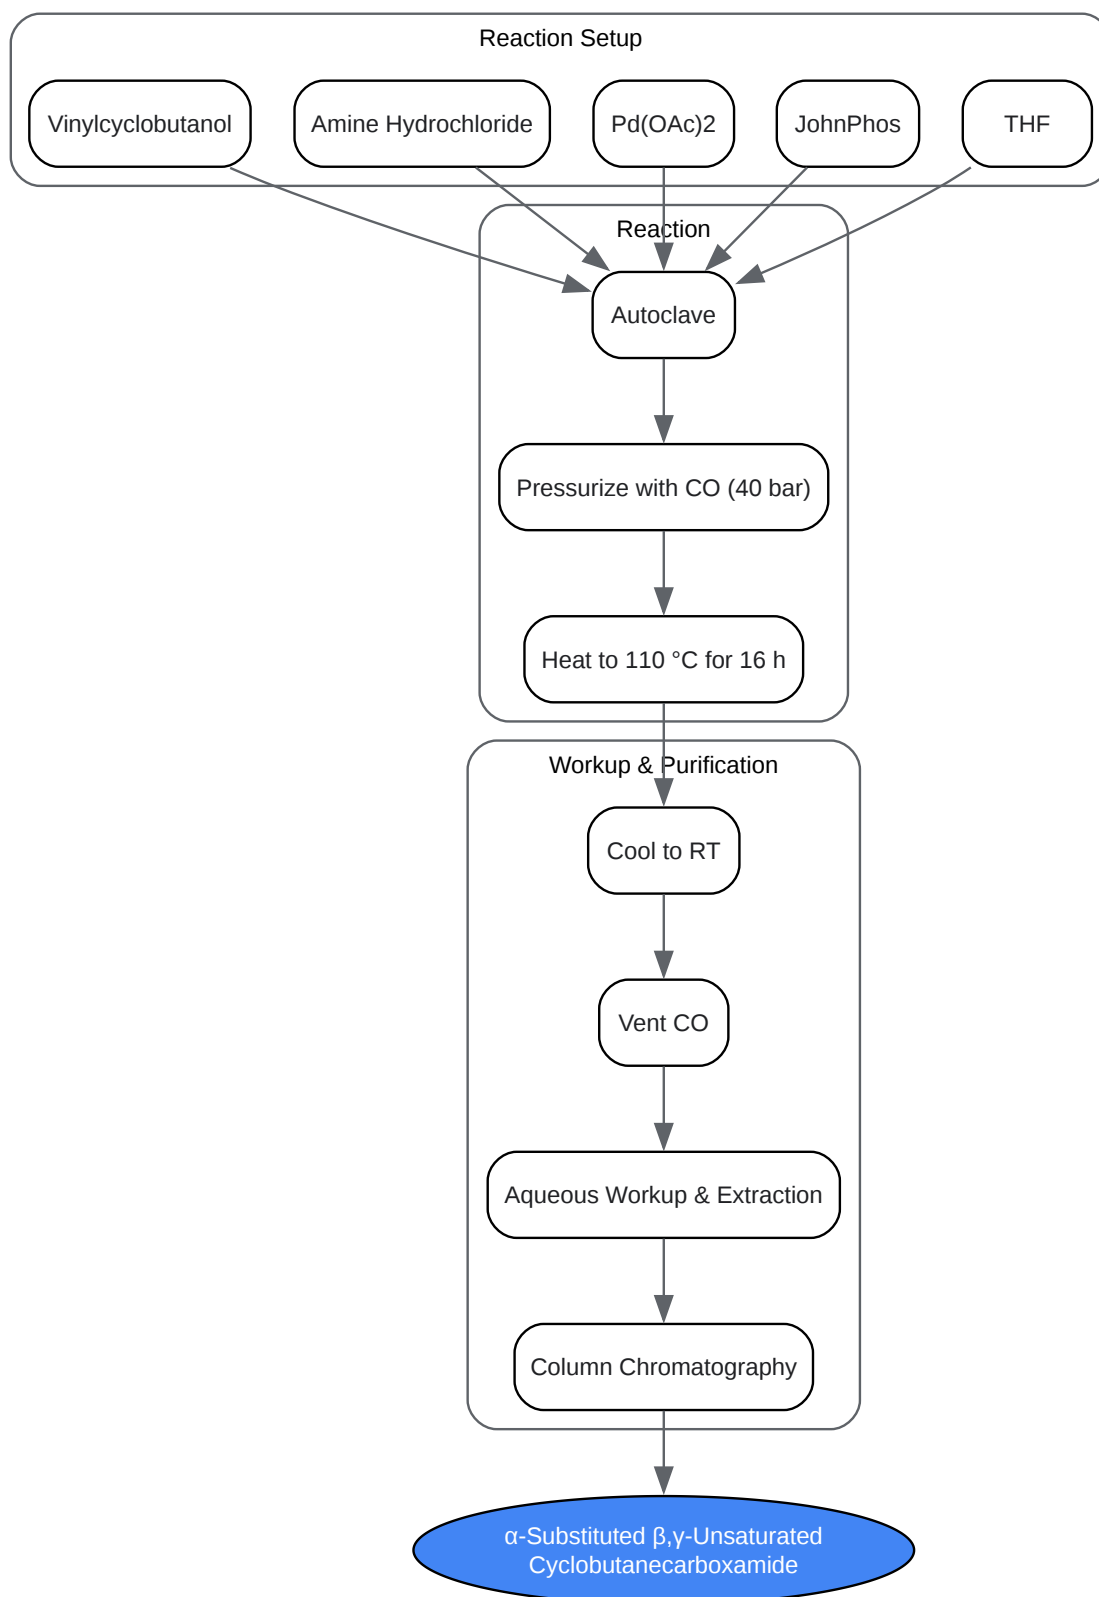 Reaction Setup
Vinylcyclobutanol
Amine Hydrochloride
Pd(OAc)2
JohnPhos
THF
Reaction
Autoclave
Pressurize with CO (40 bar)
Heat to 110 °C for 16 h
Workup & Purification
Cool to RT
Vent CO
Aqueous Workup & Extraction
Column Chromatography
α-Substituted β,γ-Unsaturated
Cyclobutanecarboxamide